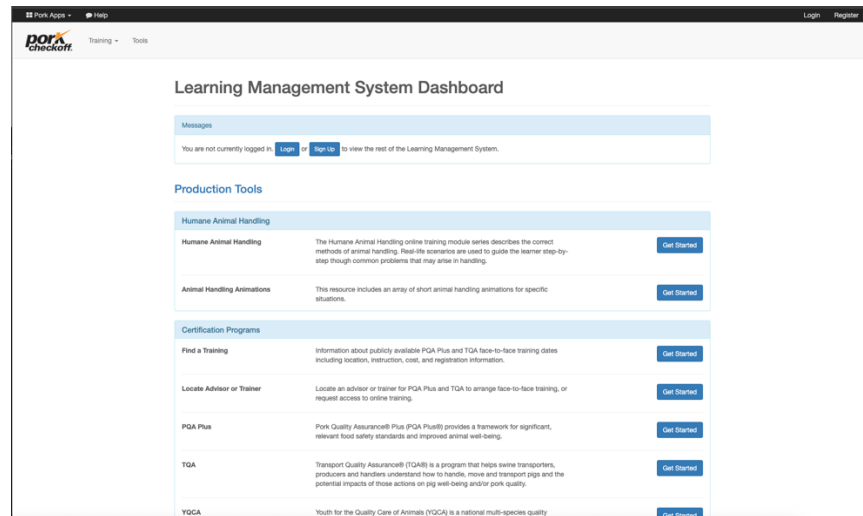 Pork Apps Help Login Register
pork checkoff. Training Tools
Learning Management System Dashboard
Messages
You are not currently logged in. Login or Sign Up to view the rest of the Learning Management System.
Production Tools
Humane Animal Handling
Humane Animal Handling
The Humane Animal Handling online training module series describes the correct
methods of animal handling. Real-life scenarios are used to guide the learner step-by-
step though common problems that may arise in handling.
Get Started
Animal Handling Animations
This resource includes an array of short animal handling animations for specific
situations.
Get Started
Certification Programs
Find a Training
Information about publicly available PQA Plus and TQA face-to-face training dates
including location, instruction, cost, and registration information.
Get Started
Locate Advisor or Trainer
Locate an advisor or trainer for PQA Plus and TQA to arrange face-to-face training, or
request access to online training.
Get Started
PQA Plus
Pork Quality Assurance® Plus (PQA Plus®) provides a framework for significant,
relevant food safety standards and improved animal well-being.
Get Started
TQA
Transport Quality Assurance® (TQA®) is a program that helps swine transporters,
producers and handlers understand how to handle, move and transport pigs and the
potential impacts of those actions on pig well-being and/or pork quality.
Get Started
YQCA
Youth for the Quality Care of Animals (YQCA) is a national multi-species quality
Get Started